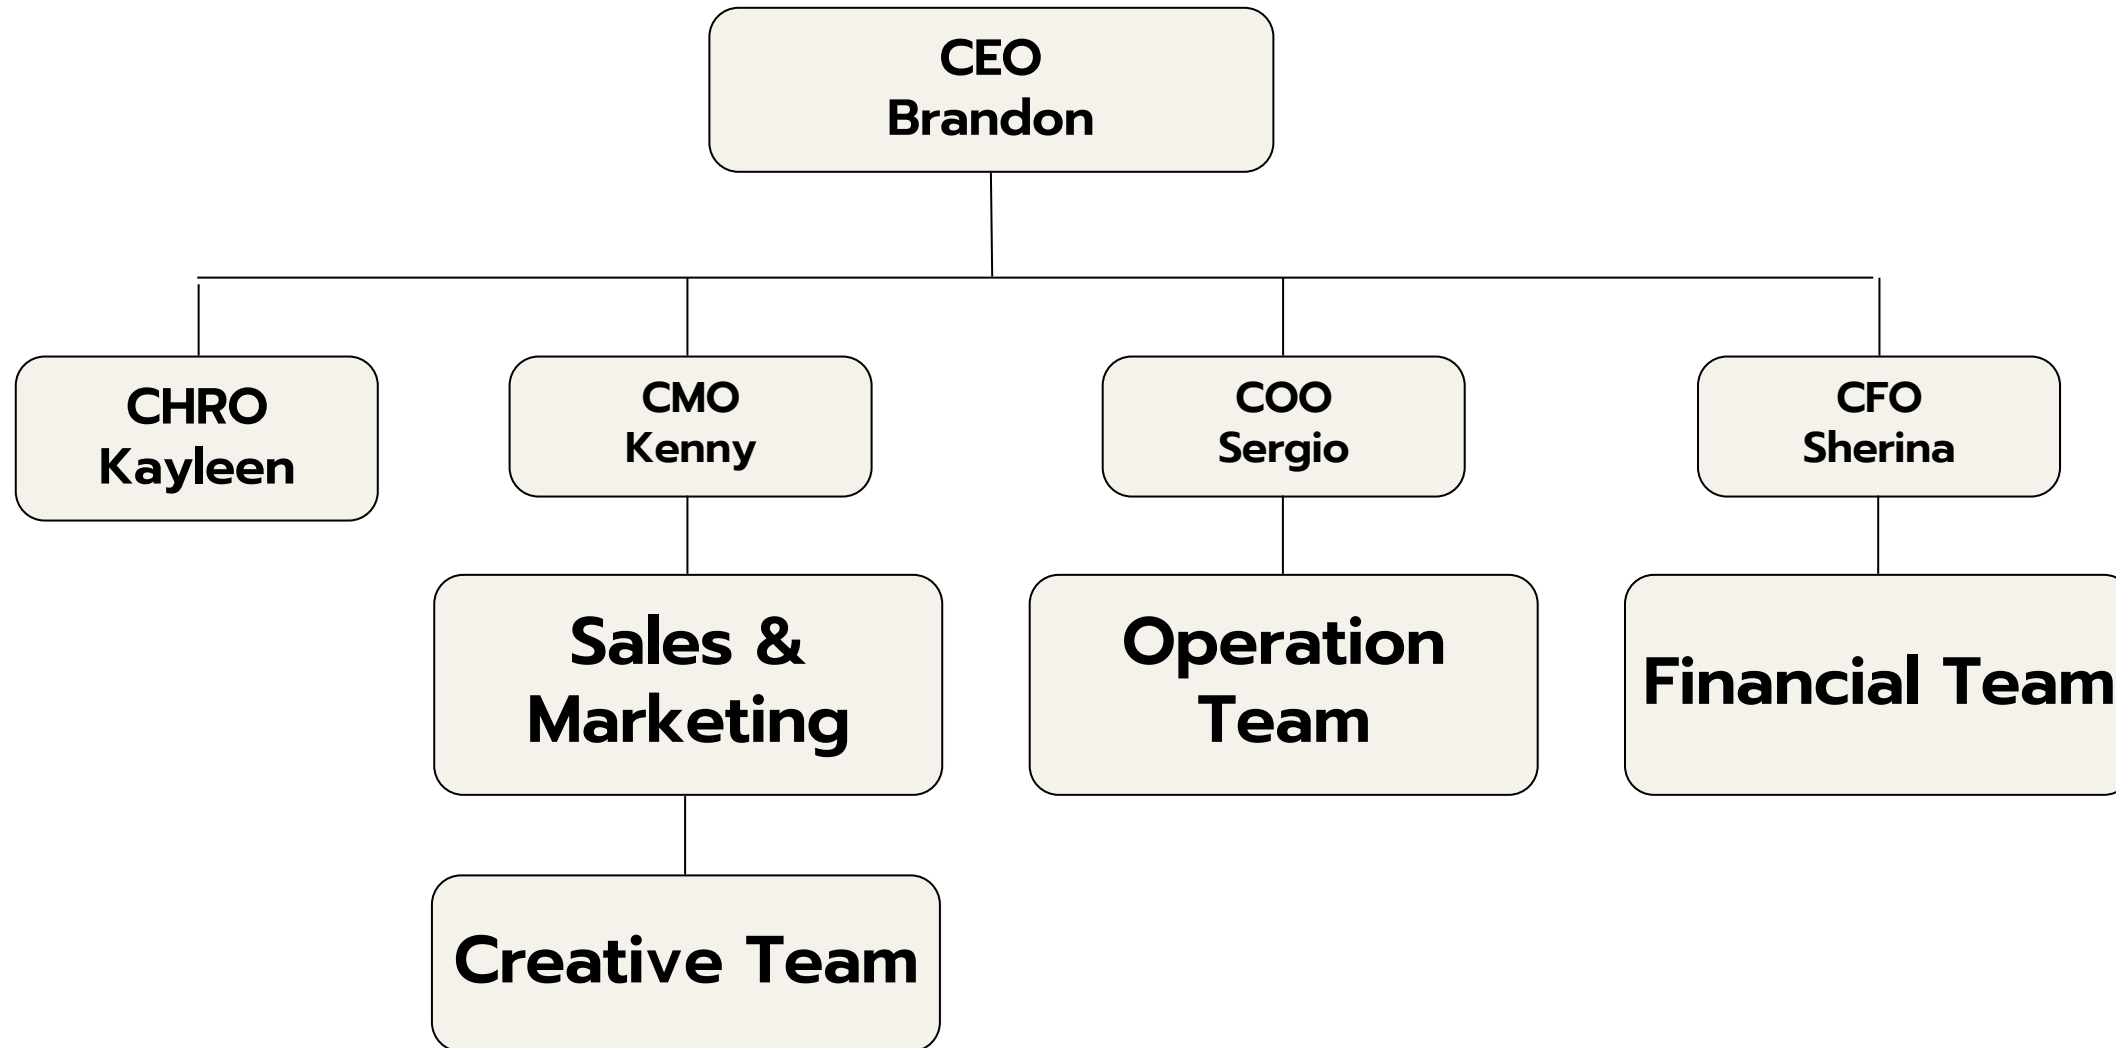 CEO
Brandon
CHRO
Kayleen
CMO
Kenny
COO
Sergio
CFO
Sherina
Sales &
Marketing
Operation
Team
Financial Team
Creative Team